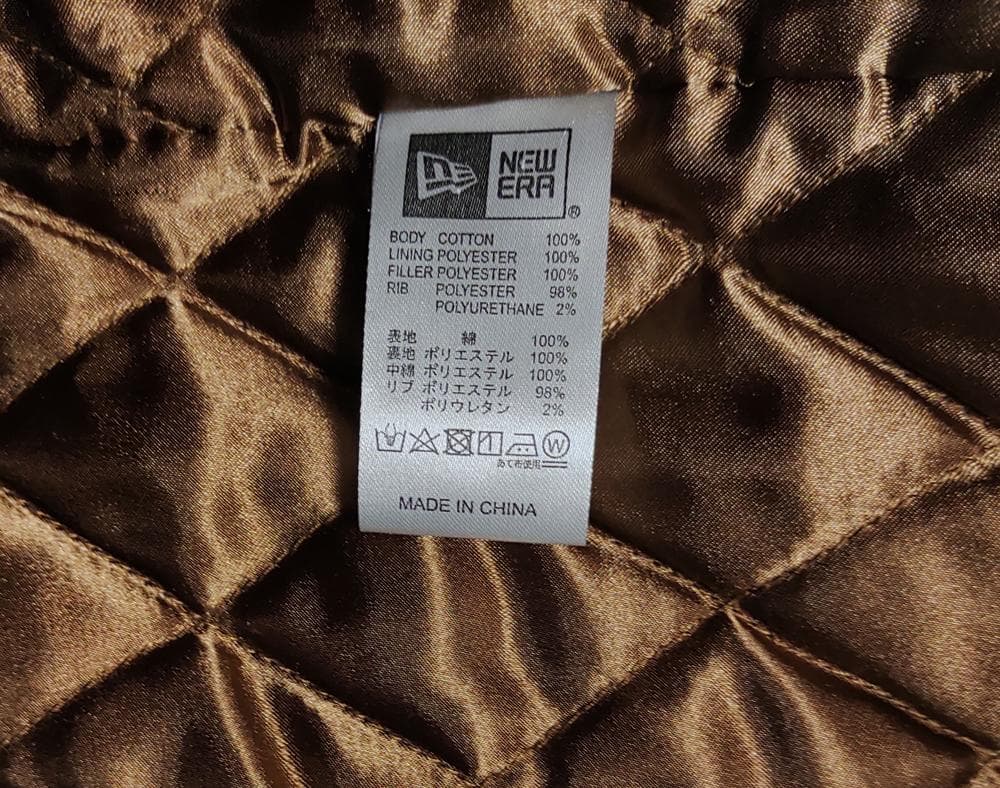 NEW
ERA
®
BODY COTTON 100%
LINING POLYESTER 100%
FILLER POLYESTER 100%
RIB POLYESTER 98%
POLYURETHANE 2%
表地 綿 100%
裏地 ポリエステル 100%
中綿 ポリエステル 100%
リブ ポリエステル 98%
ポリウレタン 2%
W
あて布使用
MADE IN CHINA